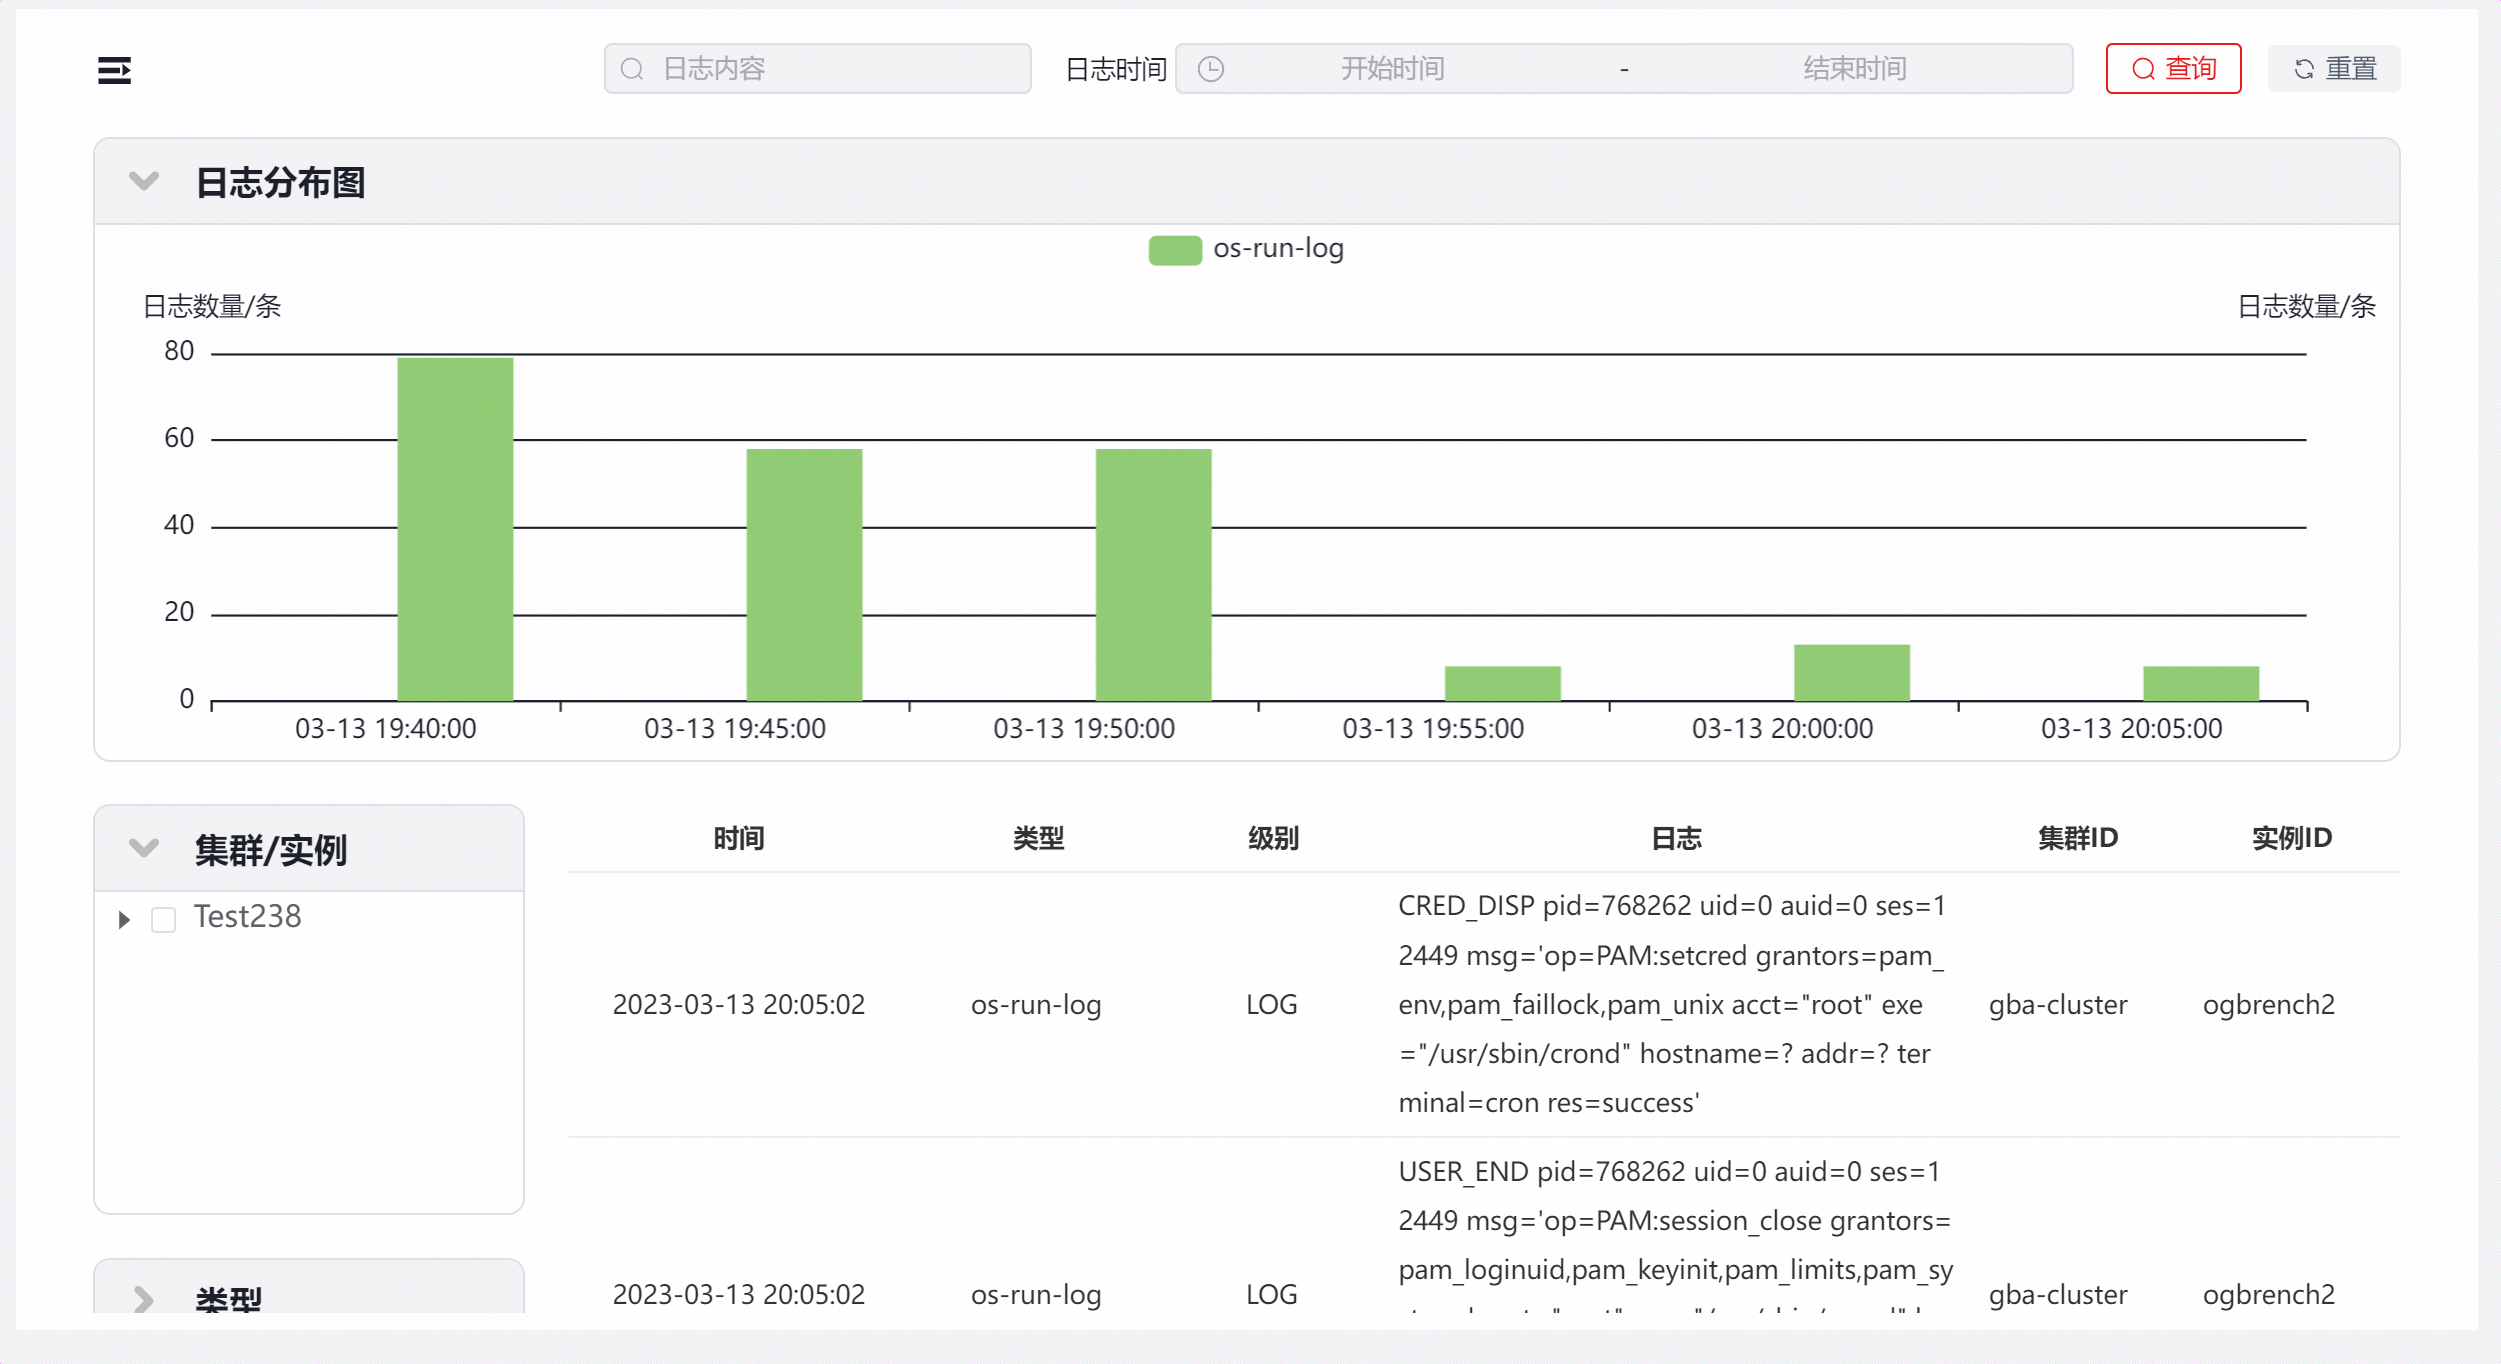 日志内容
日志时间 开始时间 - 结束时间 查询 重置
日志分布图
os-run-log
日志数量/条 日志数量/条
80
60
40
20
0
03-13 19:40:00 03-13 19:45:00 03-13 19:50:00 03-13 19:55:00 03-13 20:00:00 03-13 20:05:00
集群/实例
Test238
类型
时间 类型 级别 日志 集群ID 实例ID
2023-03-13 20:05:02 os-run-log LOG
CRED_DISP pid=768262 uid=0 auid=0 ses=1
2449 msg='op=PAM:setcred grantors=pam_
env,pam_faillock,pam_unix acct="root" exe
="/usr/sbin/crond" hostname=? addr=? ter
minal=cron res=success'
gba-cluster ogbrench2
2023-03-13 20:05:02 os-run-log LOG
USER_END pid=768262 uid=0 auid=0 ses=1
2449 msg='op=PAM:session_close grantors=
pam_loginuid,pam_keyinit,pam_limits,pam_sy
gba-cluster ogbrench2